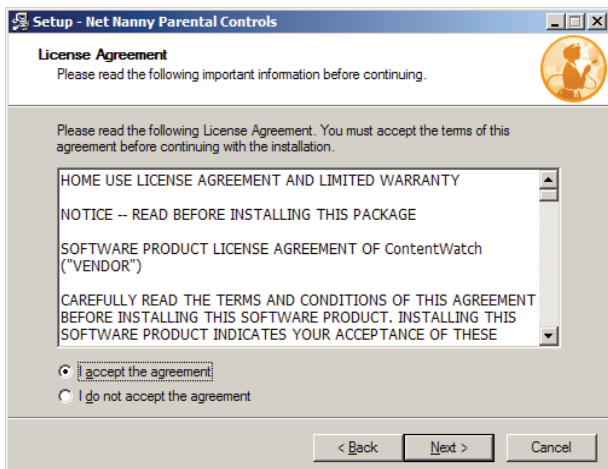 Setup - Net Nanny Parental Controls
License Agreement
Please read the following important information before continuing.
Please read the following License Agreement. You must accept the terms of this
agreement before continuing with the installation.
HOME USE LICENSE AGREEMENT AND LIMITED WARRANTY
NOTICE -- READ BEFORE INSTALLING THIS PACKAGE
SOFTWARE PRODUCT LICENSE AGREEMENT OF ContentWatch
("VENDOR")
CAREFULLY READ THE TERMS AND CONDITIONS OF THIS AGREEMENT
BEFORE INSTALLING THIS SOFTWARE PRODUCT. INSTALLING THIS
SOFTWARE PRODUCT INDICATES YOUR ACCEPTANCE OF THESE
I accept the agreement
I do not accept the agreement
< Back Next > Cancel